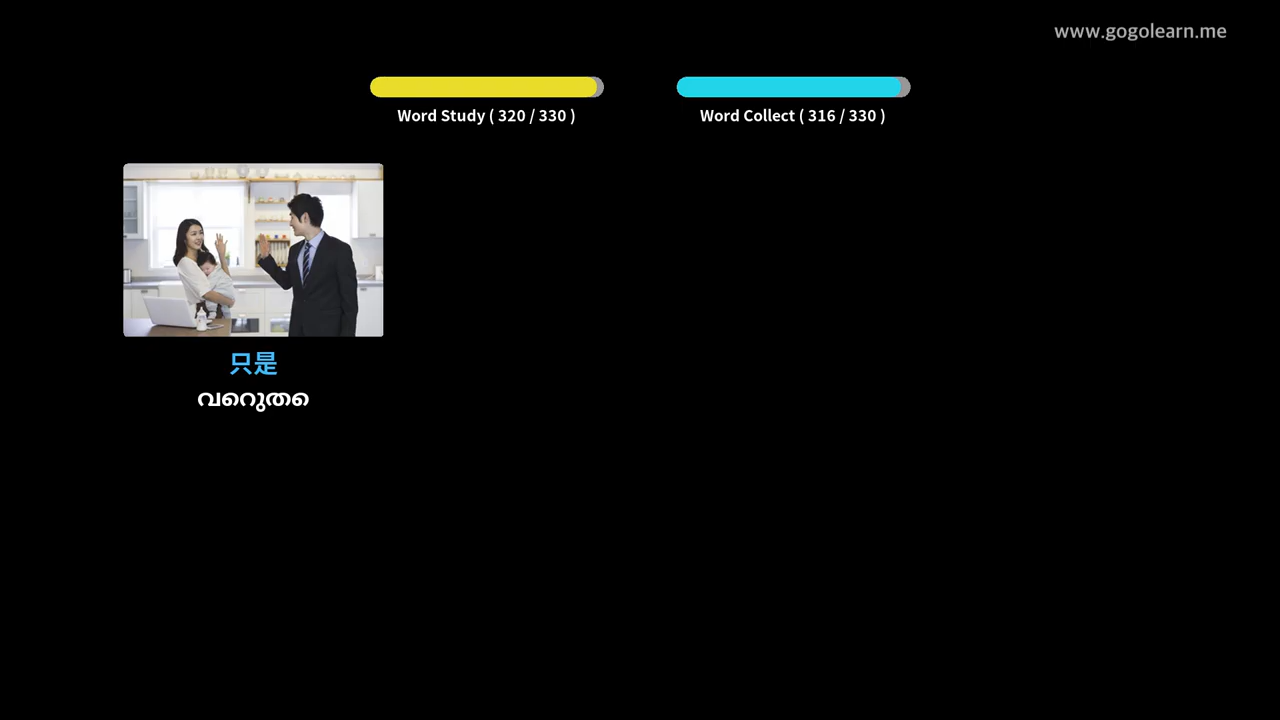 www.gogolearn.me
Word Study ( 320 / 330 )
Word Collect ( 316 / 330 )
只是
വെറുതെ